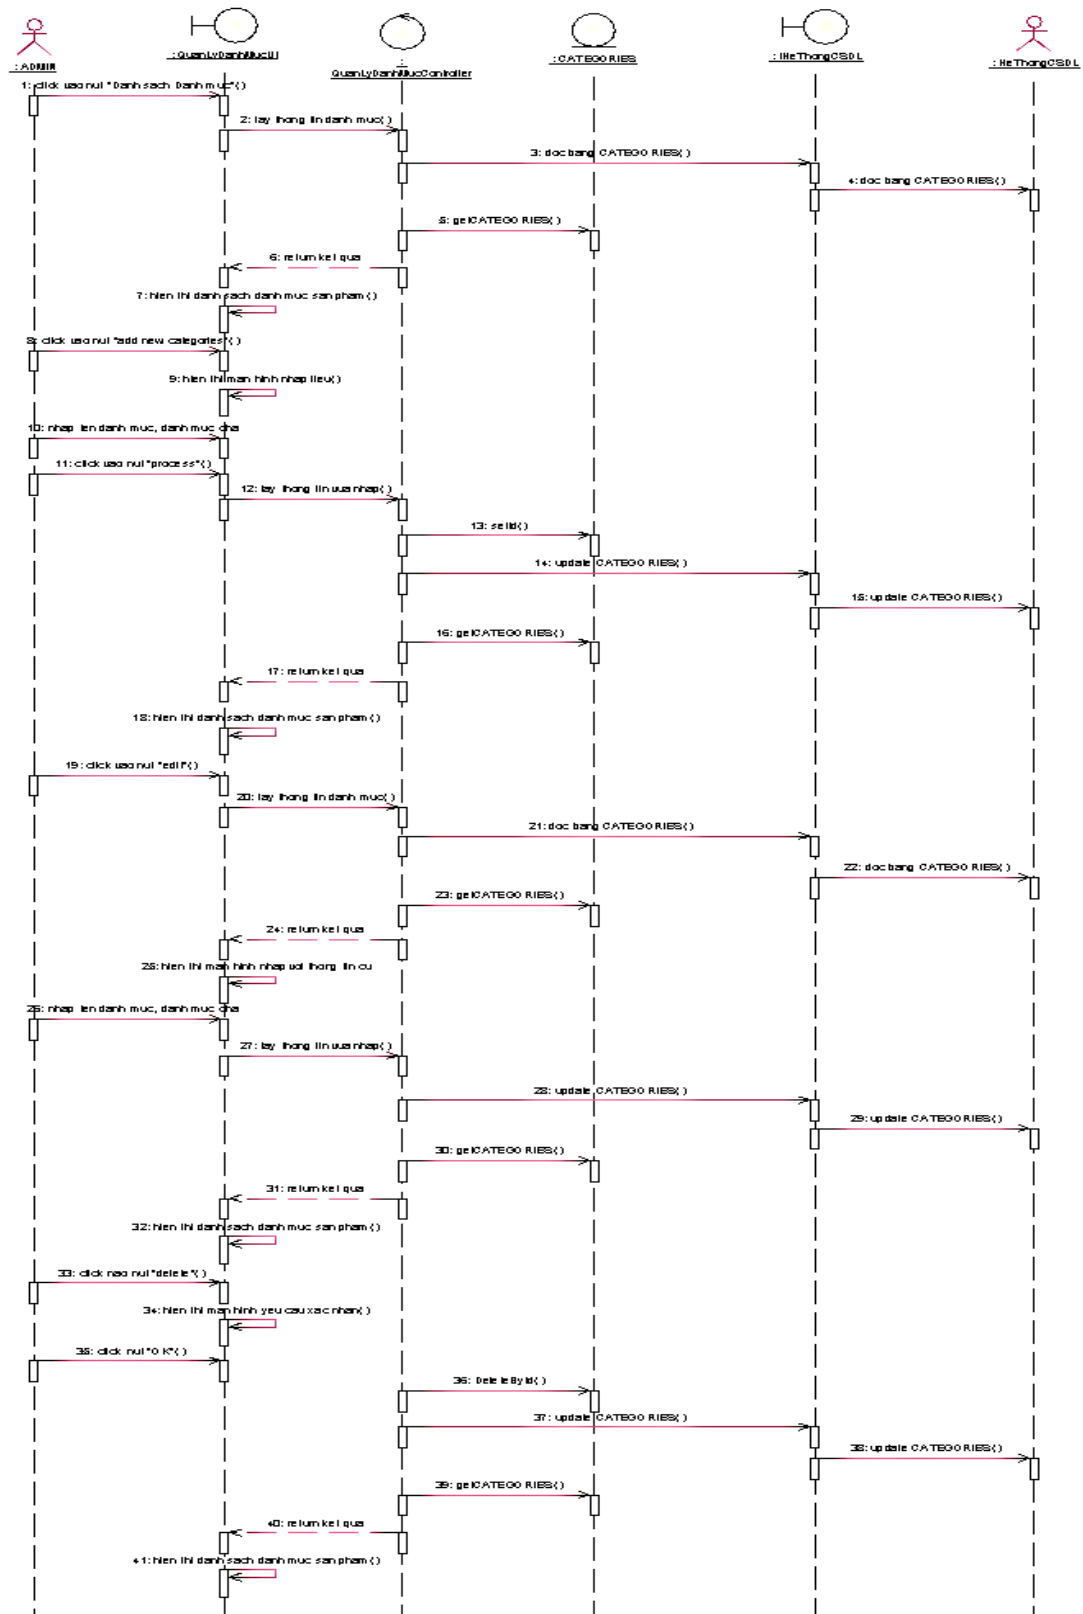 : ADMIN
: QuanLyDanhMucUI
:
QuanLyDanhMucController
: CATEGORIES
: IHeThongCSDL
: HeThongCSDL
1: click vao nut "Danh sach Danh muc"( )
2: lay thong tin danh muc( )
3: doc bang CATEGORIES( )
4: doc bang CATEGORIES( )
5: getCATEGORIES( )
6: return ket qua
7: hien thi danh sach danh muc san pham( )
8: click vao nut "add new categories"( )
9: hien thi man hinh nhap lieu( )
10: nhap ten danh muc, danh muc cha
11: click vao nut "process"( )
12: lay thong tin vua nhap( )
13: setId( )
14: update CATEGORIES( )
15: update CATEGORIES( )
16: getCATEGORIES( )
17: return ket qua
18: hien thi danh sach danh muc san pham( )
19: click vao nut "edit"( )
20: lay thong tin danh muc( )
21: doc bang CATEGORIES( )
22: doc bang CATEGORIES( )
23: getCATEGORIES( )
24: return ket qua
25: hien thi man hinh nhap voi thong tin cu
26: nhap ten danh muc, danh muc cha
27: lay thong tin vua nhap( )
28: update CATEGORIES( )
29: update CATEGORIES( )
30: getCATEGORIES( )
31: return ket qua
32: hien thi danh sach danh muc san pham( )
33: click nao nut "delete"( )
34: hien thi man hinh yeu cau xac nhan( )
35: click nut "OK"( )
36: DeleteById( )
37: update CATEGORIES( )
38: update CATEGORIES( )
39: getCATEGORIES( )
40: return ket qua
41: hien thi danh sach danh muc san pham( )